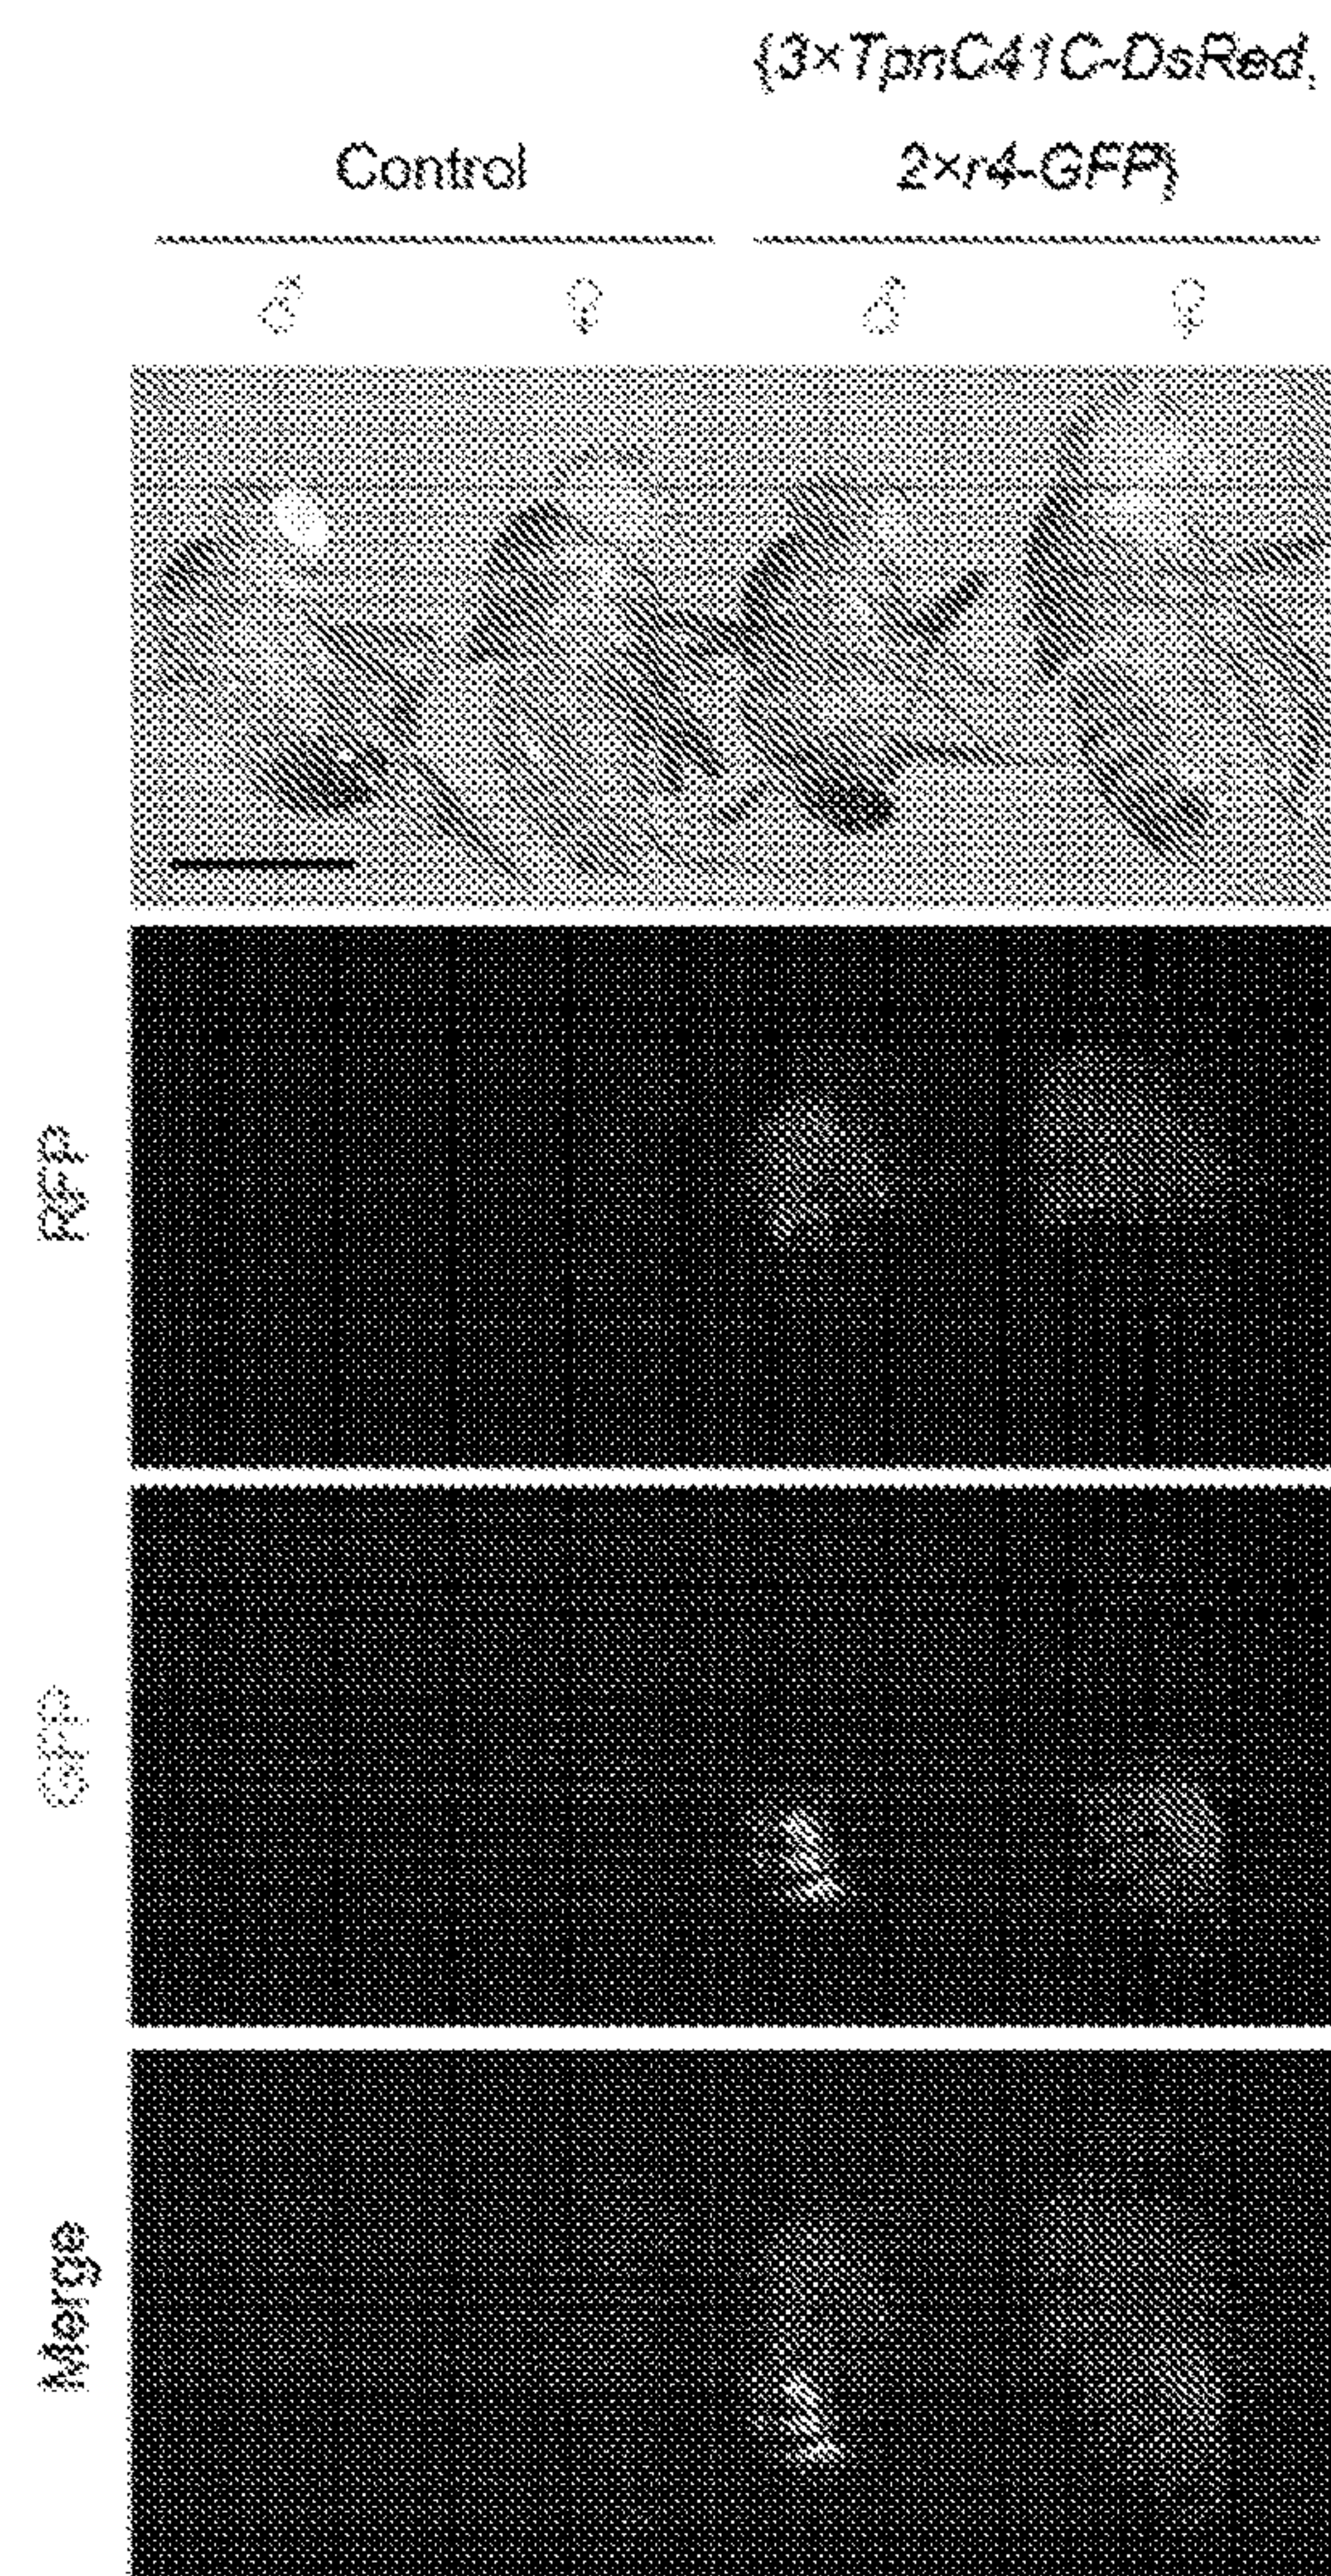 {3×TpnC41C-DsRed,
Control
2×r4-GFP}
♂ ♀ ♂ ♀
RFP
GFP
Merge